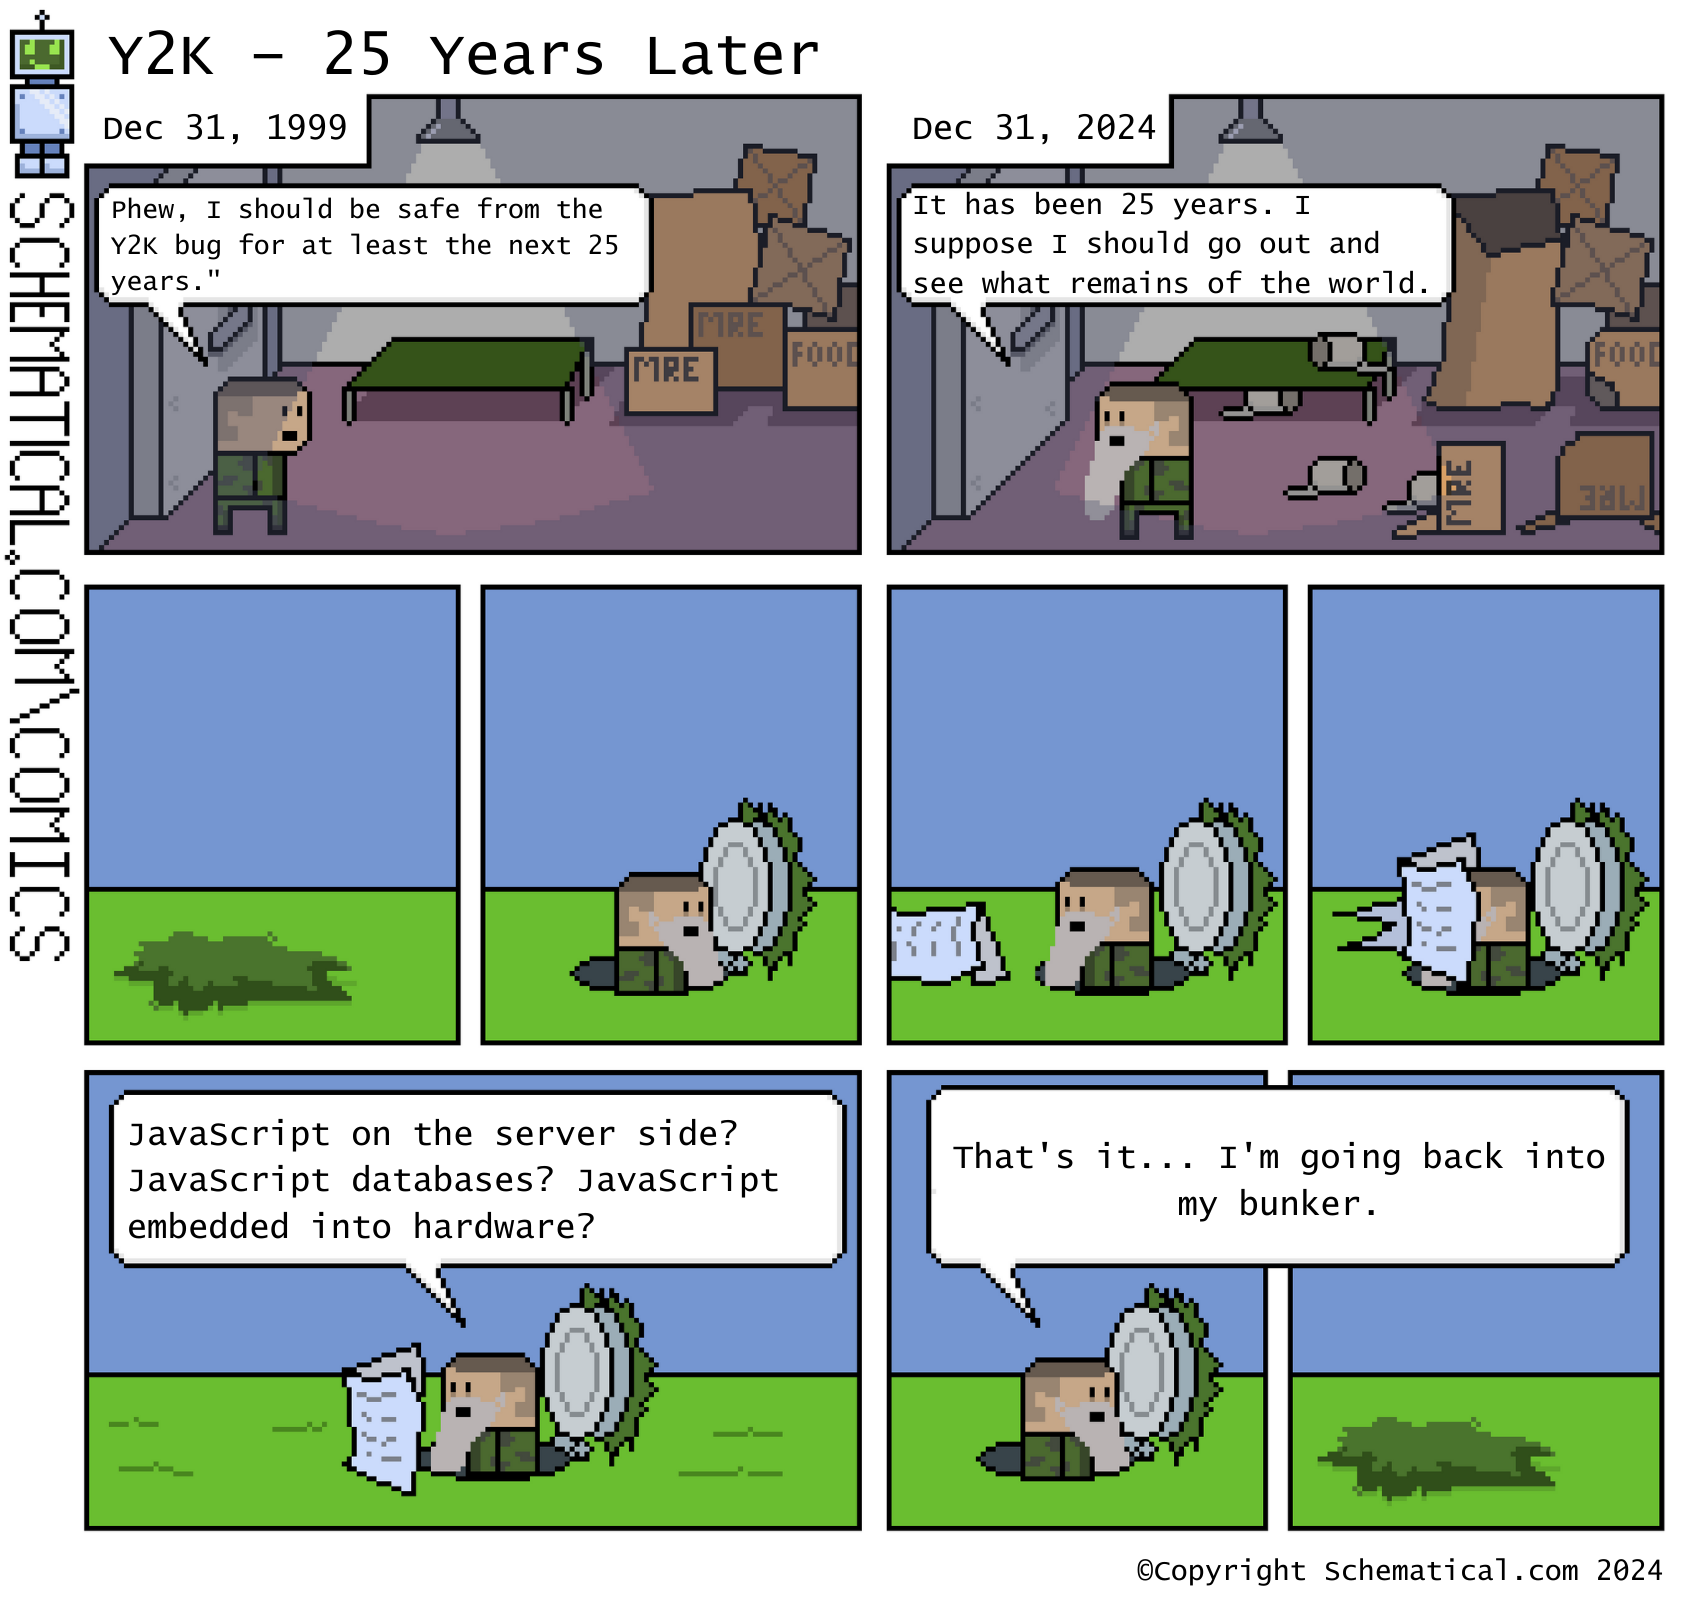 Y2K – 25 Years Later
SCHEMATICAL.COM\COMICS
Dec 31, 1999
Phew, I should be safe from the
Y2K bug for at least the next 25
years."
MRE
MRE
FOOD
Dec 31, 2024
It has been 25 years. I
suppose I should go out and
see what remains of the world.
FOOD
MRE
MRE
JavaScript on the server side?
JavaScript databases? JavaScript
embedded into hardware?
That's it... I'm going back into
my bunker.
©Copyright Schematical.com 2024